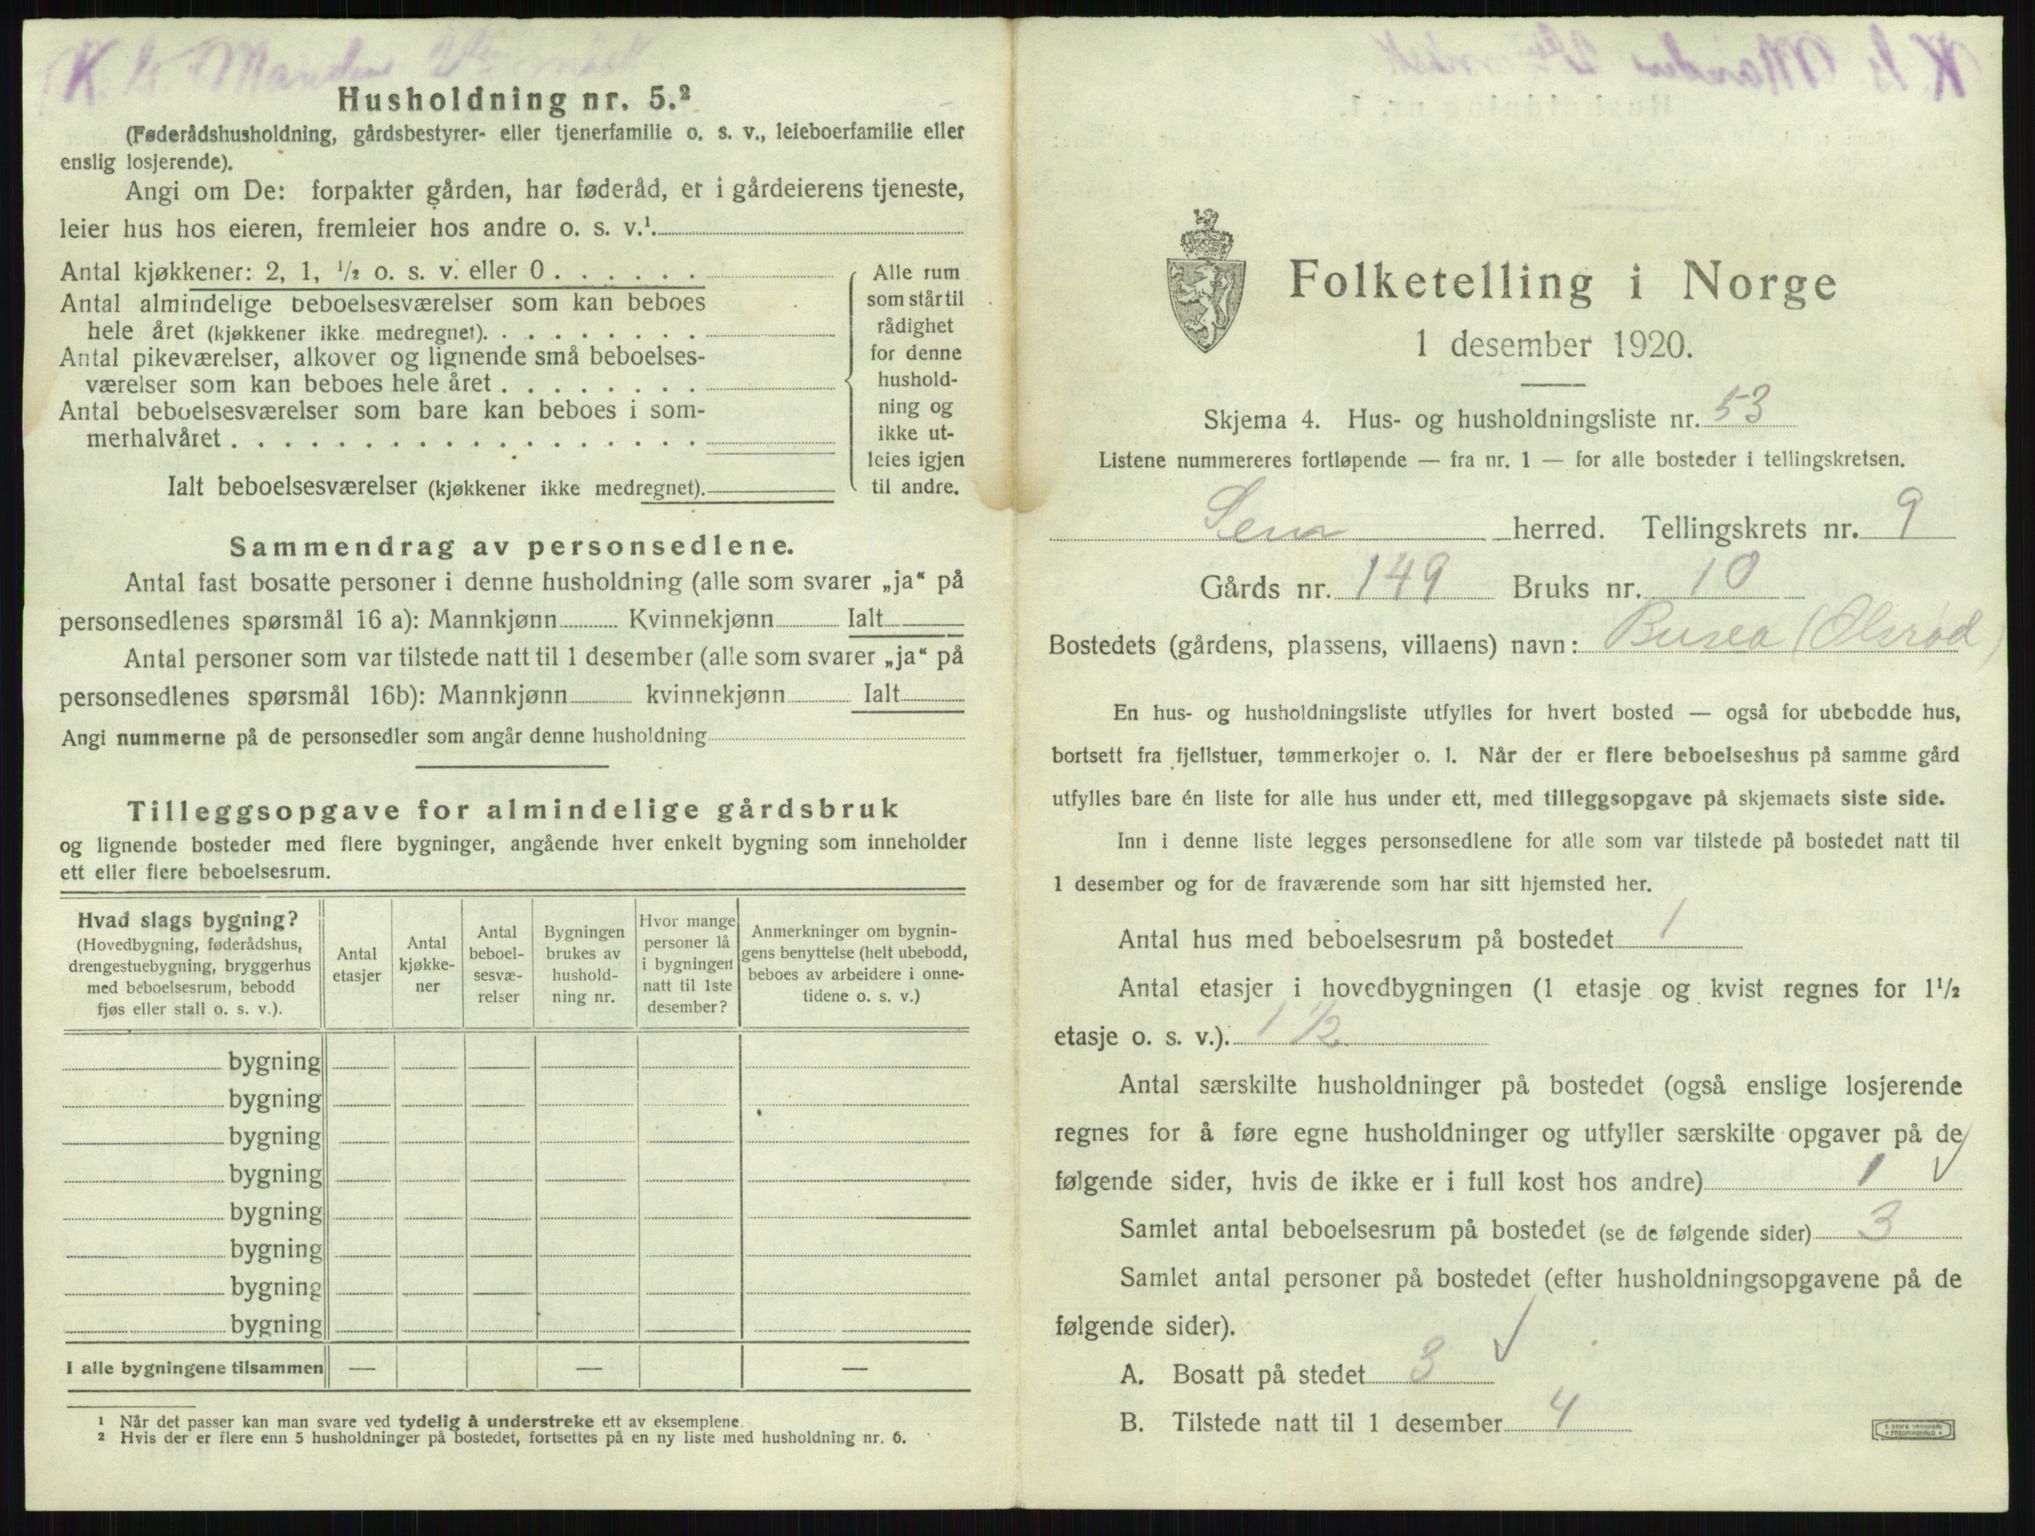 Husholdning nr. 5.²
(Føderådshusholdning, gårdsbestyrer- eller tjenerfamilie o. s. v., leieboerfamilie eller
enslig losjerende).
Angi om De: forpakter gården, har føderåd, er i gårdeierens tjeneste,
leier hus hos eieren, fremleier hos andre o. s. v.¹
Antal kjøkkener: 2, 1, ½ o. s. v. eller 0
Antal almindelige beboelsesværelser som kan beboes
hele året (kjøkkener ikke medregnet).
Antal pikeværelser, alkover og lignende små beboelses-
værelser som kan beboes hele året
Antal beboelsesværelser som bare kan beboes i som-
merhalvåret
Ialt beboelsesværelser (kjøkkener ikke medregnet).
Alle rum
som står til
rådighet
for denne
hushold-
ning og
ikke ut-
leies igjen
til andre.
Sammendrag av personsedlene.
Antal fast bosatte personer i denne husholdning (alle som svarer „ja“ på
personsedlenes spørsmål 16 a): Mannkjønn Kvinnekjønn Ialt
Antal personer som var tilstede natt til 1 desember (alle som svarer „ja“ på
personsedlenes spørsmål 16b): Mannkjønn kvinnekjønn Ialt
Angi nummerne på de personsedler som angår denne husholdning
Tilleggsopgave for almindelige gårdsbruk
og lignende bosteder med flere bygninger, angående hver enkelt bygning som inneholder
ett eller flere beboelsesrum.
Hvad slags bygning?
(Hovedbygning, føderådshus,
drengestuebygning, bryggerhus
med beboelsesrum, bebodd
fjøs eller stall o. s. v.).
Antal
etasjer
Antal
kjøkke-
ner
Antal
beboel-
sesvæ-
relser
Bygningen
brukes av
hushold-
ning nr.
Hvor mange
personer lå
i bygningen
natt til 1ste
desember?
Anmerkninger om bygnin-
gens benyttelse (helt ubebodd,
beboes av arbeidere i onne-
tidene o. s. v.)
bygning
bygning
bygning
bygning
bygning
bygning
bygning
bygning
I alle bygningene tilsammen — — —
¹ Når det passer kan man svare ved tydelig å understreke ett av eksemplene.
² Hvis der er flere enn 5 husholdninger på bostedet, fortsettes på en ny liste med husholdning nr. 6.
Folketelling i Norge
1 desember 1920.
Skjema 4. Hus- og husholdningsliste nr. 53
Listene nummereres fortløpende — fra nr. 1 — for alle bosteder i tellingskretsen.
Sem herred. Tellingskrets nr. 9
Gårds nr. 149 Bruks nr. 10
Bostedets (gårdens, plassens, villaens) navn: (Olsrød)
En hus- og husholdningsliste utfylles for hvert bosted — også for ubebodde hus,
bortsett fra fjellstuer, tømmerkojer o. l. Når der er flere beboelseshus på samme gård
utfylles bare én liste for alle hus under ett, med tilleggsopgave på skjemaets siste side.
Inn i denne liste legges personsedlene for alle som var tilstede på bostedet natt til
1 desember og for de fraværende som har sitt hjemsted her.
Antal hus med beboelsesrum på bostedet 1
Antal etasjer i hovedbygningen (1 etasje og kvist regnes for 1½
etasje o. s. v.). 1 ½
Antal særskilte husholdninger på bostedet (også enslige losjerende
regnes for å føre egne husholdninger og utfyller særskilte opgaver på de
følgende sider, hvis de ikke er i full kost hos andre) 1
Samlet antal beboelsesrum på bostedet (se de følgende sider) 3
Samlet antal personer på bostedet (efter husholdningsopgavene på de
følgende sider).
A. Bosatt på stedet 3
B. Tilstede natt til 1 desember 4